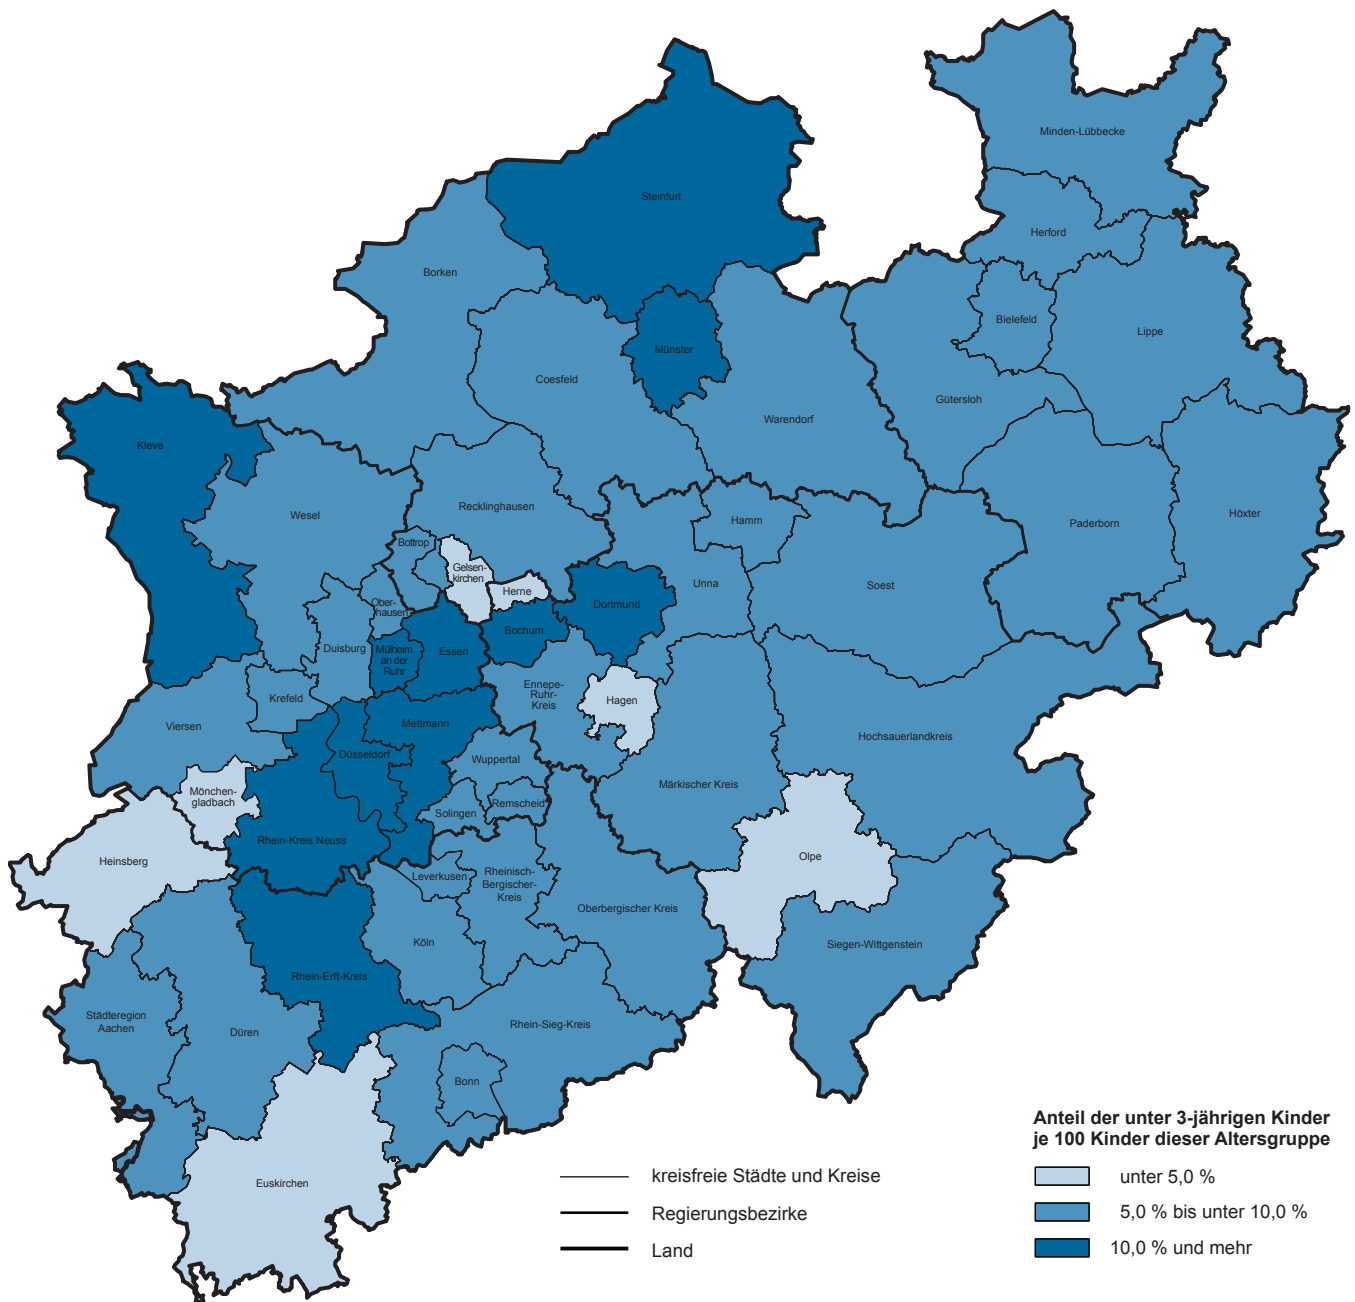 Minden-Lübbecke
Steinfurt
Herford
Borken
Bielefeld
Lippe
Münster
Coesfeld
Gütersloh
Warendorf
Kleve
Recklinghausen
Höxter
Wesel
Hamm
Paderborn
Bottrop
Gelsen-
kirchen
Unna
Soest
Herne
Ober-
hausen
Dortmund
Bochum
Duisburg
Mülheim
an der
Ruhr
Essen
Ennepe-
Ruhr-
Kreis
Krefeld
Hagen
Viersen
Mettmann
Hochsauerlandkreis
Düsseldorf
Wuppertal
Märkischer Kreis
Mönchen-
gladbach
Remscheid
Solingen
Rhein-Kreis Neuss
Heinsberg
Olpe
Leverkusen
Rheinisch-
Bergischer-
Kreis
Oberbergischer Kreis
Köln
Siegen-Wittgenstein
Rhein-Erft-Kreis
Städteregion
Aachen
Düren
Rhein-Sieg-Kreis
Bonn
Euskirchen
kreisfreie Städte und Kreise
Regierungsbezirke
Land
Anteil der unter 3-jährigen Kinder
je 100 Kinder dieser Altersgruppe
unter 5,0 %
5,0 % bis unter 10,0 %
10,0 % und mehr